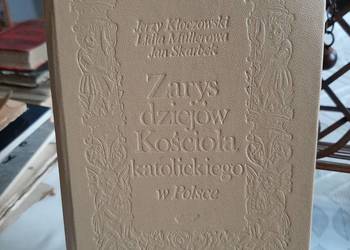 Jerzy Kłoczowski
Lidia Müllerowa
Jan Skarbek
Zarys
dziejów
Kościoła
katolickiego
w Polsce